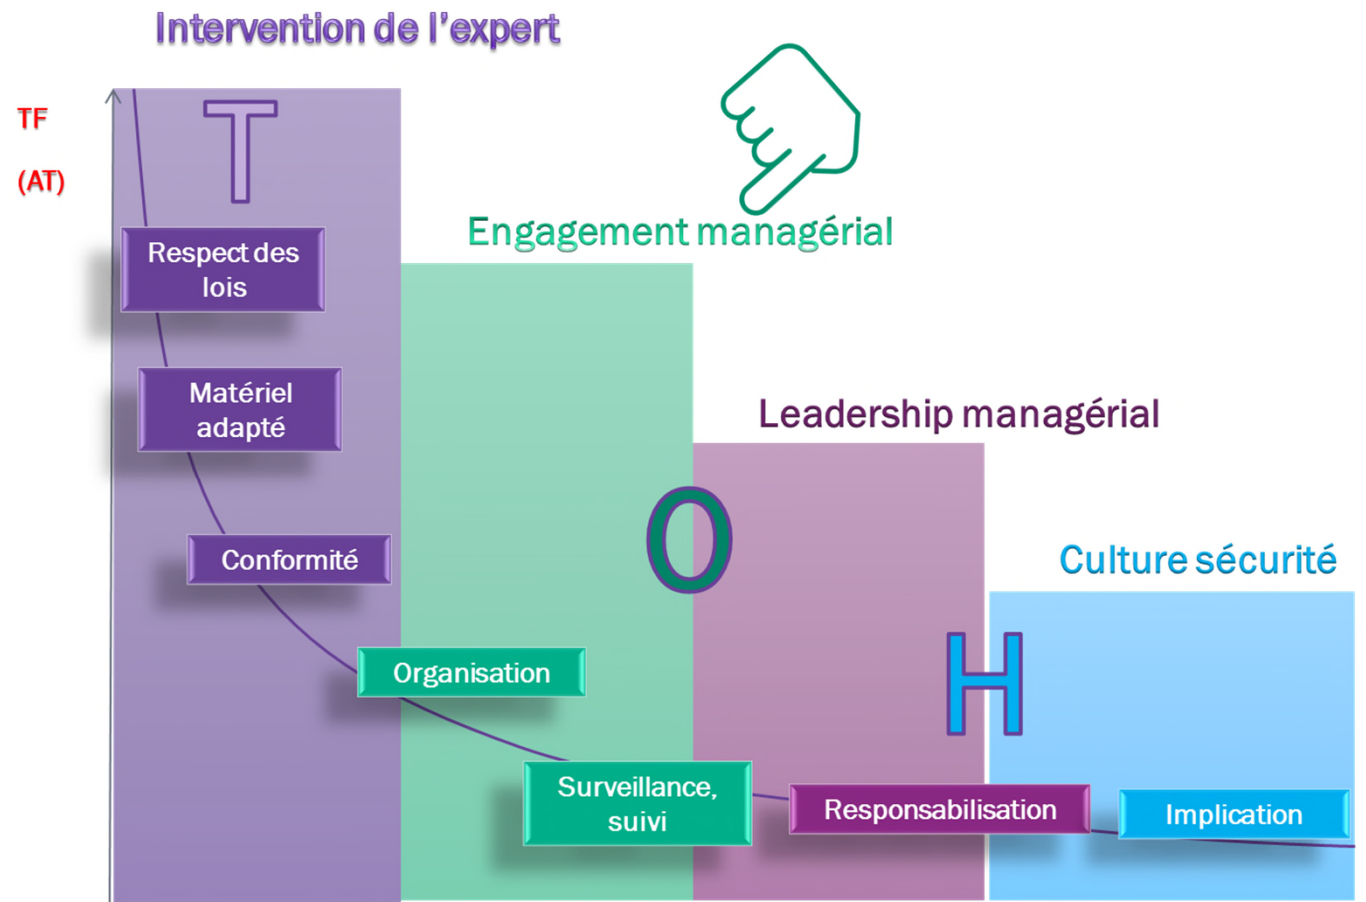 Intervention de l'expert
TF
(AT)
T
Respect des
lois
Matériel
adapté
Conformité
Engagement managérial
Organisation
Surveillance,
suivi
O
Leadership managérial
Responsabilisation
H
Culture sécurité
Implication